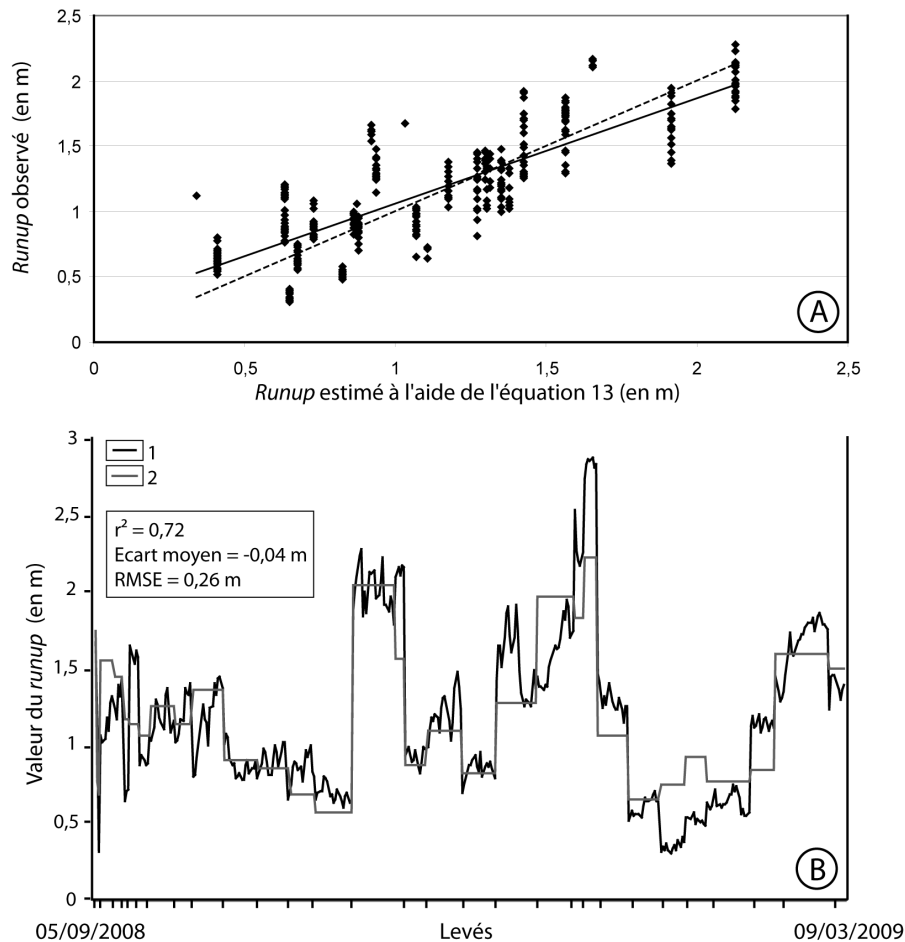 2,5
2
1,5
1
0,5
0
Runup observé (en m)
A
0
0,5
1
1,5
2
2,5
Runup estimé à l'aide de l'équation 13 (en m)
3
2,5
2
1,5
1
0,5
0
Valeur du runup (en m)
1
2
r² = 0,72
Ecart moyen = -0,04 m
RMSE = 0,26 m
B
05/09/2008
Levés
09/03/2009